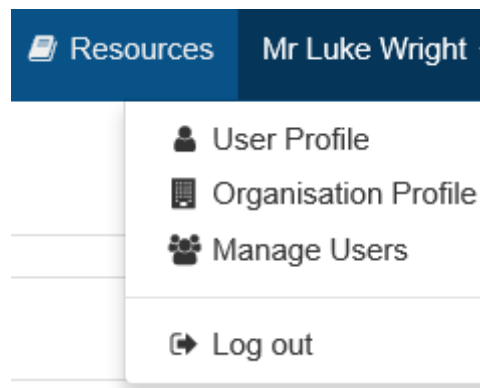 Resources Mr Luke Wright
User Profile
Organisation Profile
Manage Users
Log out